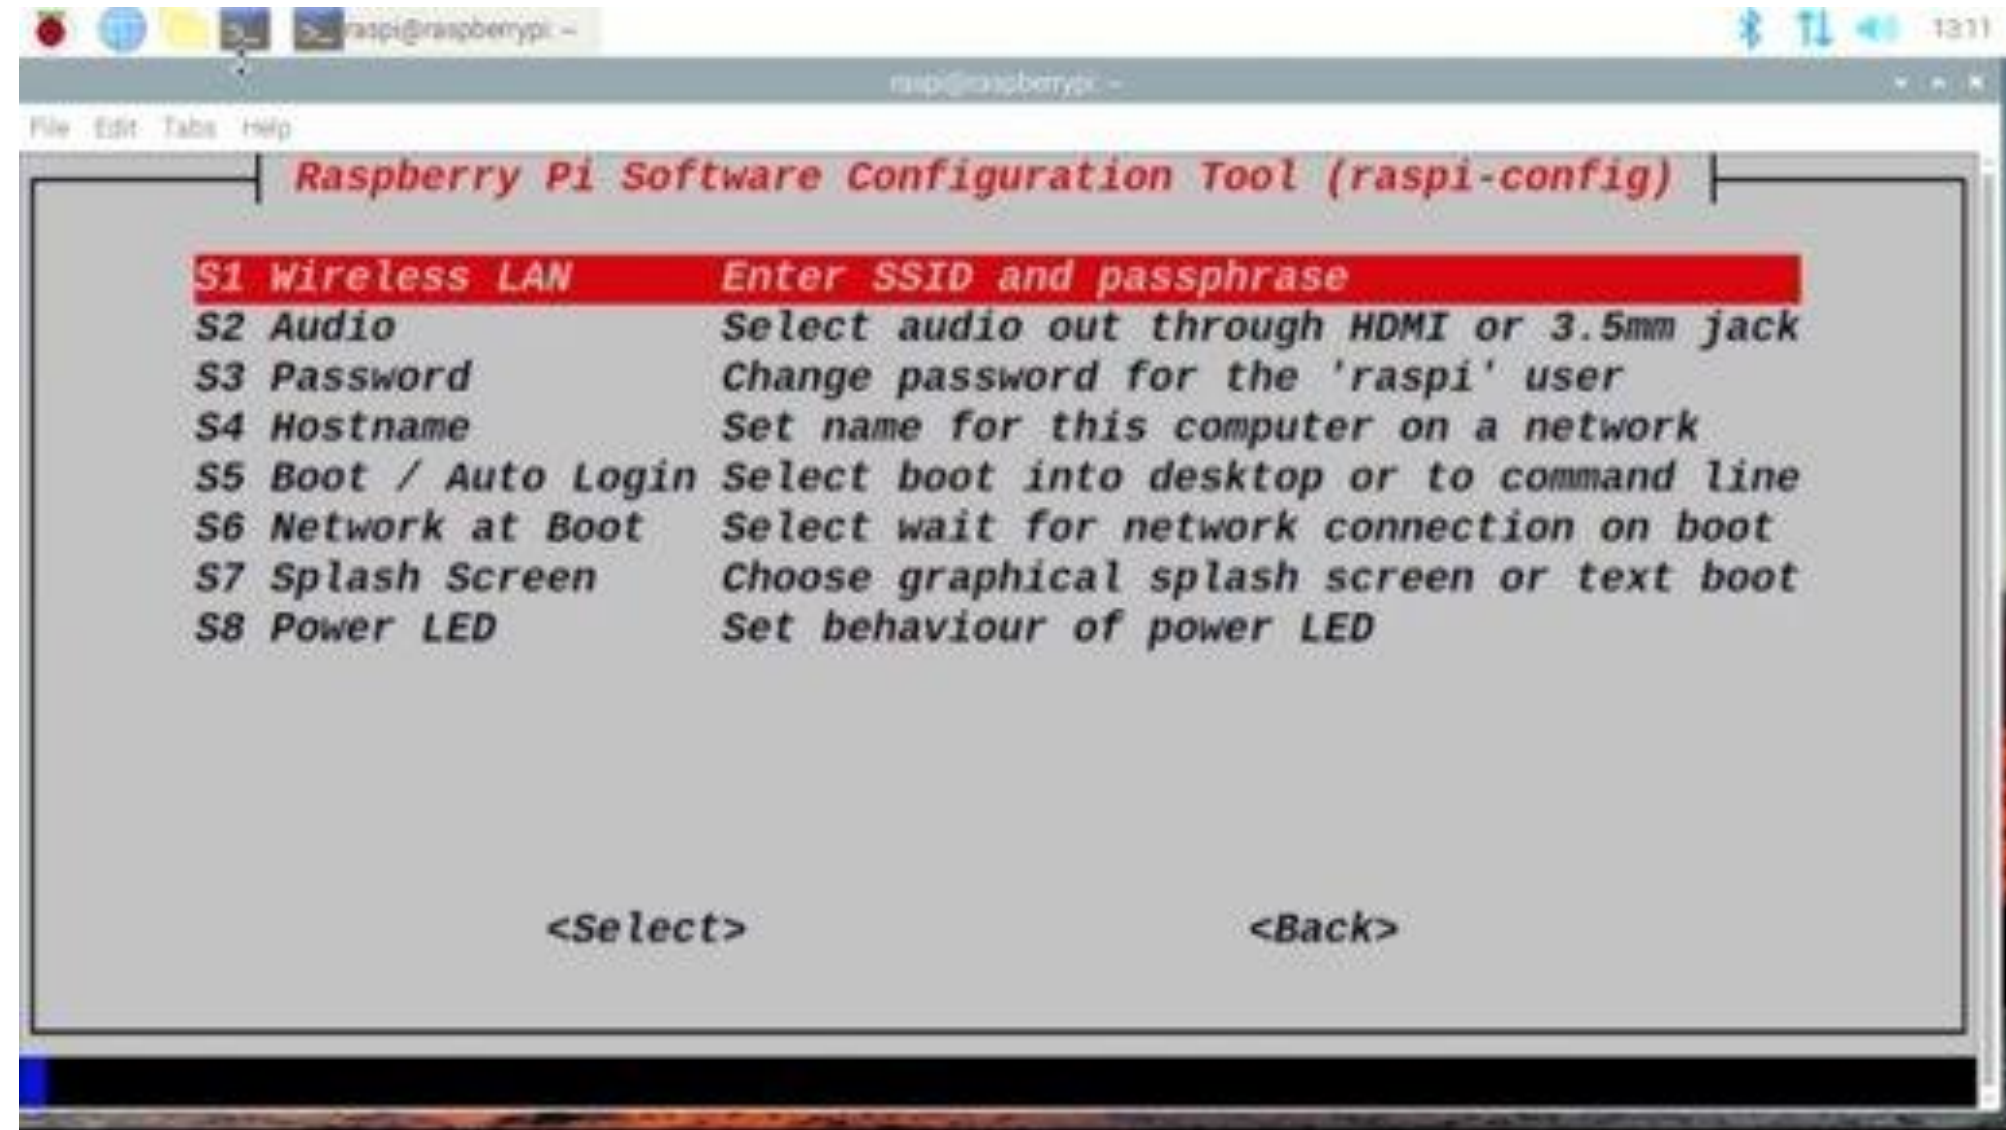 raspi@raspberrypi: ~
13:11
raspi@raspberrypi: ~
File Edit Tabs Help
Raspberry Pi Software Configuration Tool (raspi-config)
S1 Wireless LAN Enter SSID and passphrase
S2 Audio Select audio out through HDMI or 3.5mm jack
S3 Password Change password for the 'raspi' user
S4 Hostname Set name for this computer on a network
S5 Boot / Auto Login Select boot into desktop or to command line
S6 Network at Boot Select wait for network connection on boot
S7 Splash Screen Choose graphical splash screen or text boot
S8 Power LED Set behaviour of power LED
<Select> <Back>